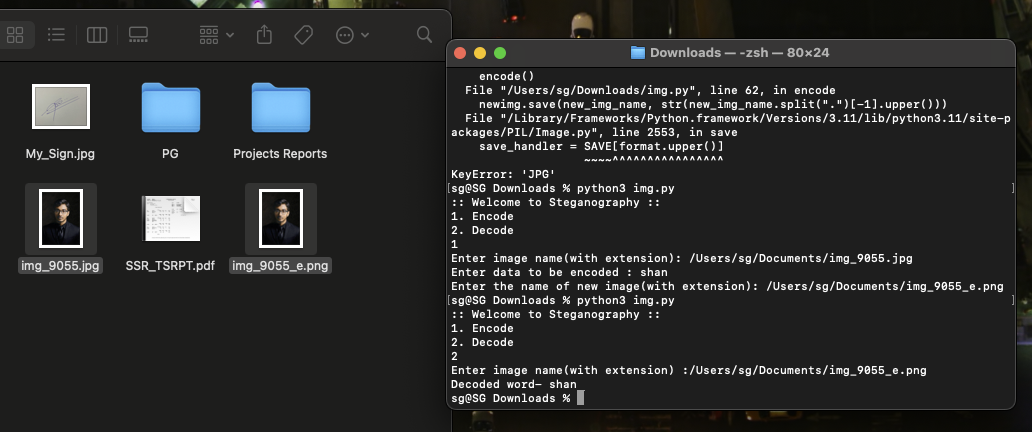 My_Sign.jpg
PG
Projects Reports
img_9055.jpg
SSR_TSRPT.pdf
img_9055_e.png
Downloads — -zsh — 80×24
encode()
File "/Users/sg/Downloads/img.py", line 62, in encode
newimg.save(new_img_name, str(new_img_name.split(".")[-1].upper()))
File "/Library/Frameworks/Python.framework/Versions/3.11/lib/python3.11/site-p
ackages/PIL/Image.py", line 2553, in save
save_handler = SAVE[format.upper()]
~~~~^^^^^^^^^^^^^^^^
KeyError: 'JPG'
[sg@SG Downloads % python3 img.py ]
:: Welcome to Steganography ::
1. Encode
2. Decode
1
Enter image name(with extension): /Users/sg/Documents/img_9055.jpg
Enter data to be encoded : shan
Enter the name of new image(with extension): /Users/sg/Documents/img_9055_e.png
[sg@SG Downloads % python3 img.py ]
:: Welcome to Steganography ::
1. Encode
2. Decode
2
Enter image name(with extension) :/Users/sg/Documents/img_9055_e.png
Decoded word- shan
sg@SG Downloads %